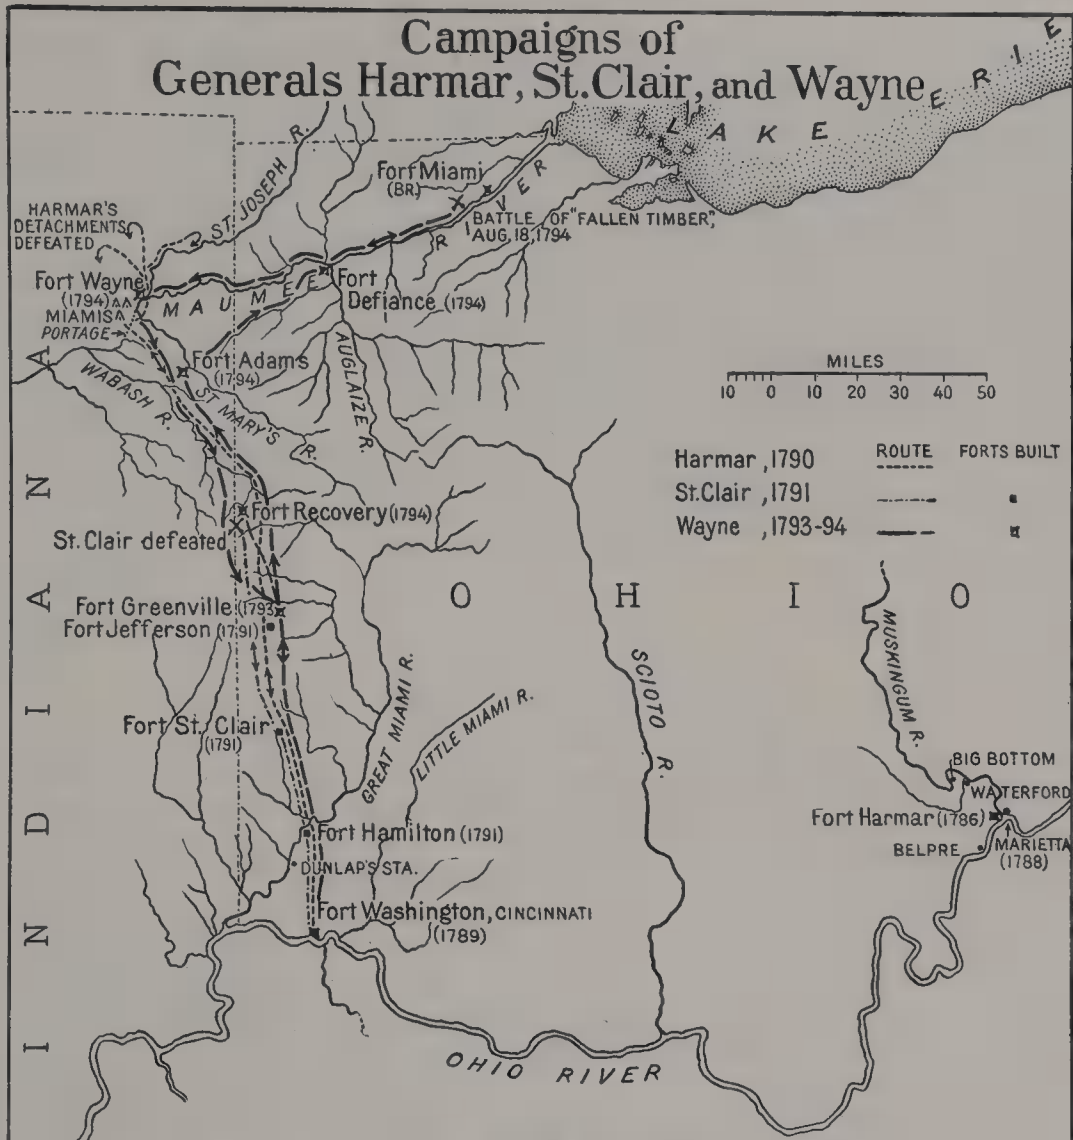 Campaigns of
Generals Harmar, St.Clair, and Wayne
LAKE ERIE
ST. JOSEPH R.
Fort Miami
(BR.)
HARMAR'S
DETACHMENTS
DEFEATED
BATTLE OF "FALLEN TIMBER",
AUG, 18, 1794
Fort Wayne
(1794)
MIAMIS
PORTAGE
MAUMEE RIVER
Fort
Defiance (1794)
Fort Adams
(1794)
WABASH R.
ST MARY'S R.
AUGLAIZE R.
MILES
10 0 10 20 30 40 50
ROUTE FORTS BUILT
Harmar, 1790
St.Clair, 1791
Wayne, 1793-94
Fort Recovery (1794)
St. Clair defeated
INDIANA
OHIO
Fort Greenville (1793
Fort Jefferson (1791)
MUSKINGUM R.
SCIOTO R.
GREAT MIAMI R.
LITTLE MIAMI R.
Fort St. Clair
(1791)
BIG BOTTOM
WATERFORD
Fort Harmar (1786)
BELPRE
MARIETTA
(1788)
Fort Hamilton (1791)
DUNLAP'S STA.
Fort Washington, CINCINNATI
(1789)
OHIO RIVER